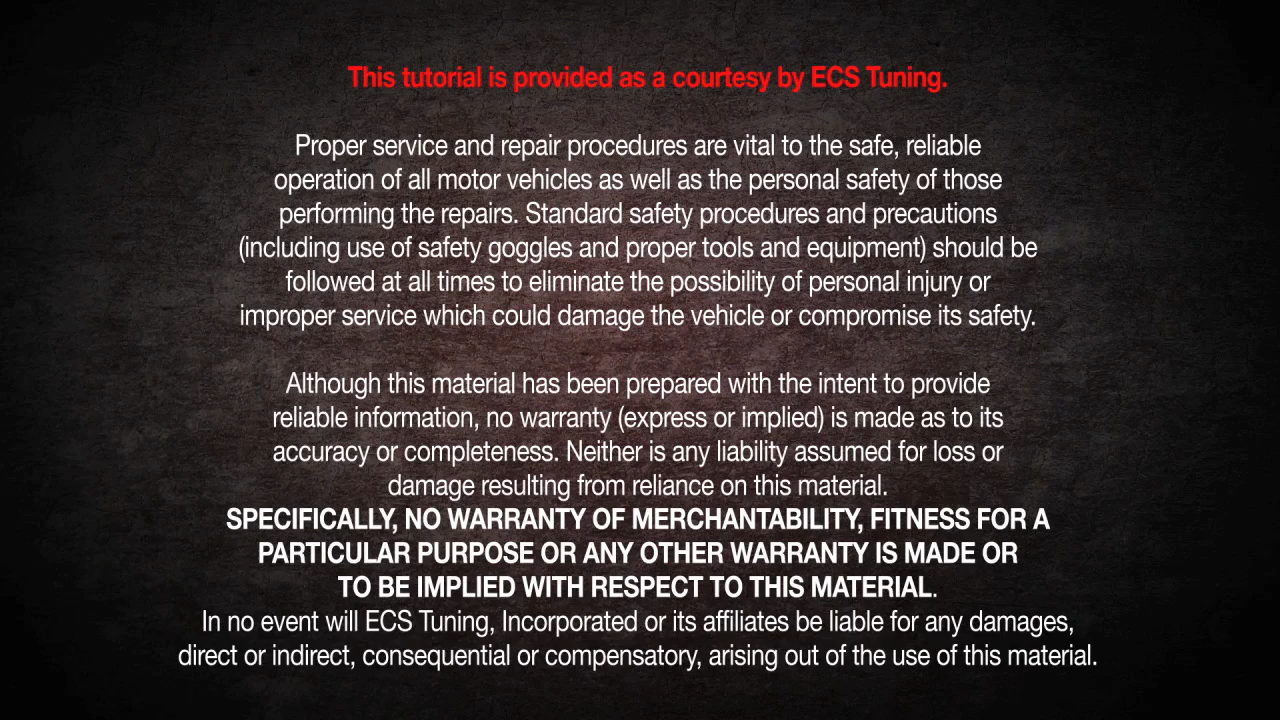 This tutorial is provided as a courtesy by ECS Tuning.
Proper service and repair procedures are vital to the safe, reliable
operation of all motor vehicles as well as the personal safety of those
performing the repairs. Standard safety procedures and precautions
(including use of safety goggles and proper tools and equipment) should be
followed at all times to eliminate the possibility of personal injury or
improper service which could damage the vehicle or compromise its safety.
Although this material has been prepared with the intent to provide
reliable information, no warranty (express or implied) is made as to its
accuracy or completeness. Neither is any liability assumed for loss or
damage resulting from reliance on this material.
SPECIFICALLY, NO WARRANTY OF MERCHANTABILITY, FITNESS FOR A
PARTICULAR PURPOSE OR ANY OTHER WARRANTY IS MADE OR
TO BE IMPLIED WITH RESPECT TO THIS MATERIAL.
In no event will ECS Tuning, Incorporated or its affiliates be liable for any damages,
direct or indirect, consequential or compensatory, arising out of the use of this material.